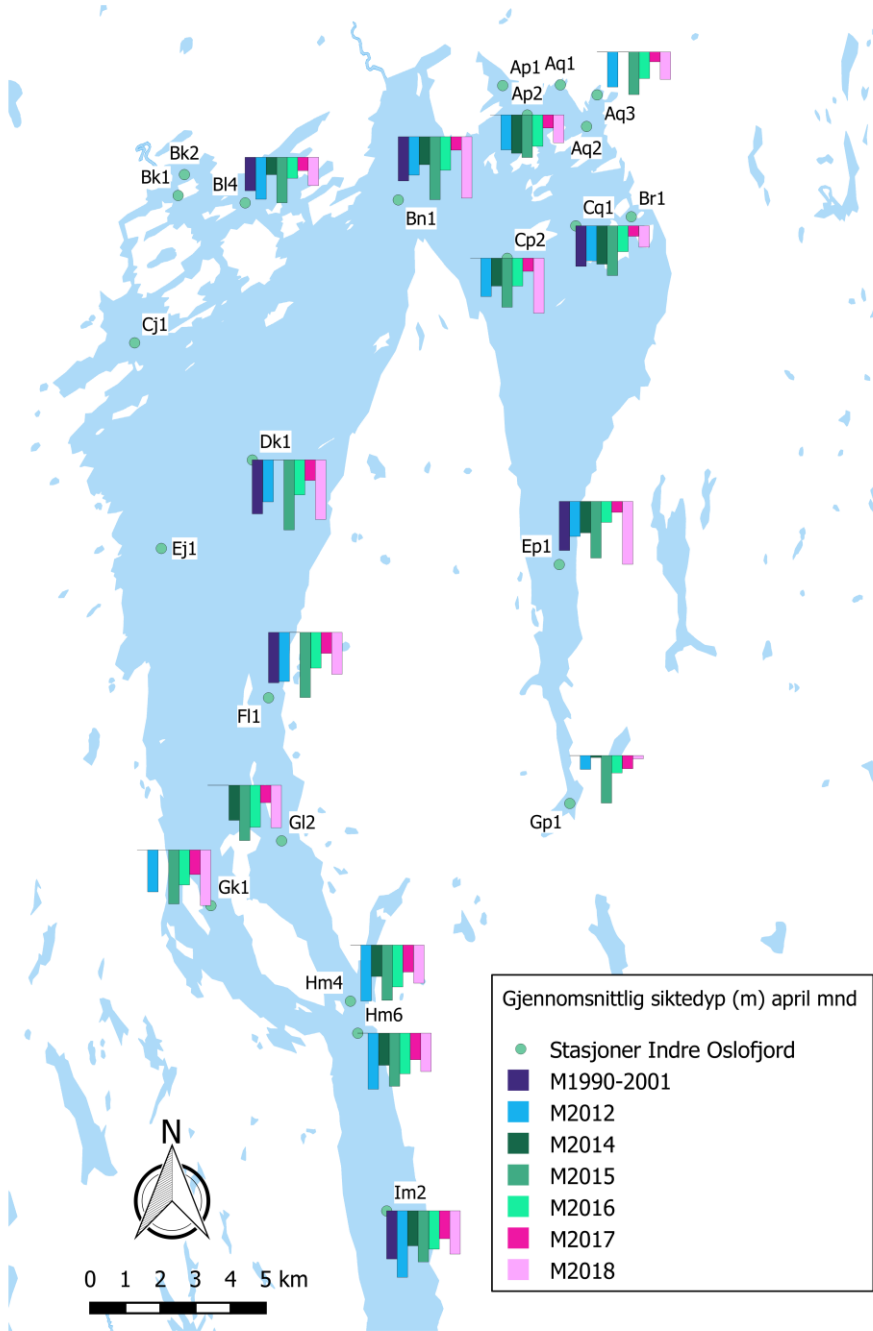 Ap1 Aq1
Ap2
Aq3
Aq2
Bk2
Bk1
Bl4
Bn1
Cq1 Br1
Cp2
Cj1
Dk1
Ej1
Ep1
Fl1
Gl2
Gp1
Gk1
Hm4
Hm6
Im2
Gjennomsnittlig siktedyp (m) april mnd
Stasjoner Indre Oslofjord
M1990-2001
M2012
M2014
M2015
M2016
M2017
M2018
N
0 1 2 3 4 5 km